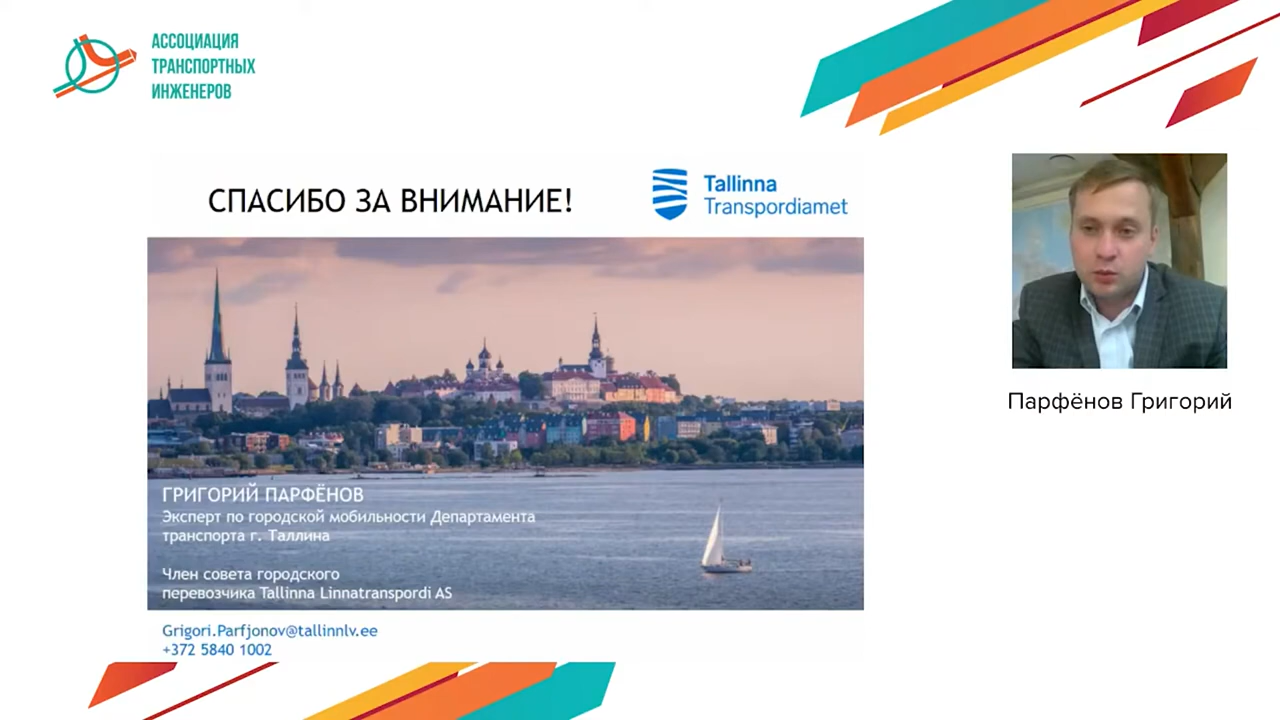 АССОЦИАЦИЯ
ТРАНСПОРТНЫХ
ИНЖЕНЕРОВ
СПАСИБО ЗА ВНИМАНИЕ!
Tallinna
Transpordiamet
Парфёнов Григорий
ГРИГОРИЙ ПАРФЁНОВ
Эксперт по городской мобильности Департамента
транспорта г. Таллина
Член совета городского
перевозчика Tallinna Linnatranspordi AS
Grigori.Parfjonov@tallinnlv.ee
+372 5840 1002